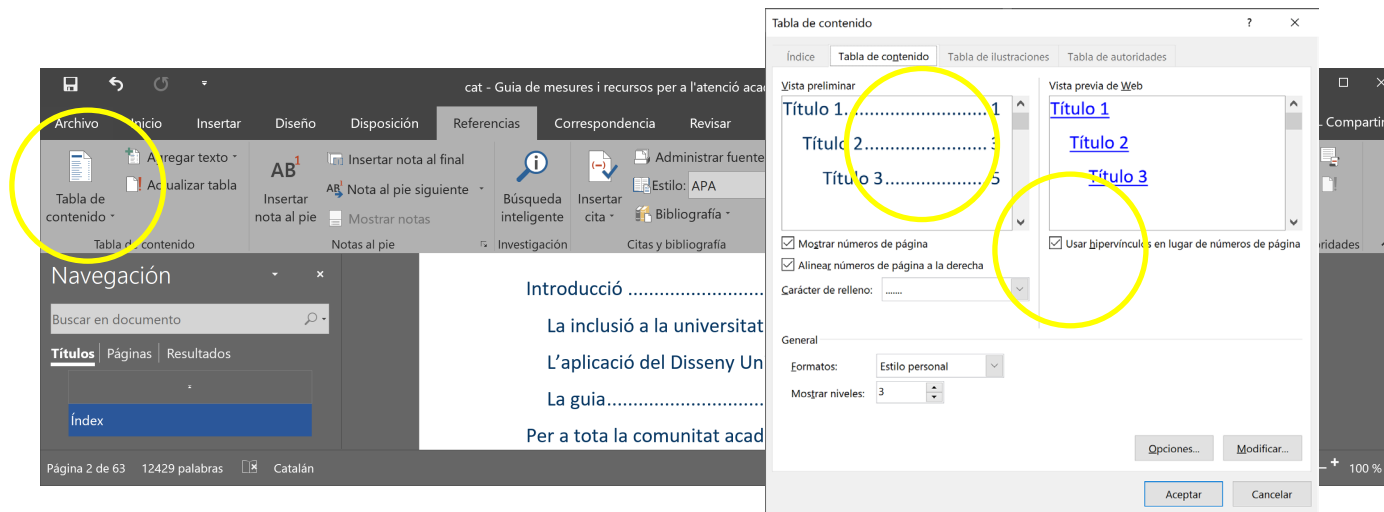 Tabla de contenido ? ×
Índice Tabla de contenido Tabla de ilustraciones Tabla de autoridades
Vista preliminar
Título 1..............................1
Título 2..........................3
Título 3......................5
Vista previa de Web
Título 1
Título 2
Título 3
Mostrar números de página
Alinear números de página a la derecha
Carácter de relleno: .......
Usar hipervínculos en lugar de números de página
General
Formatos: Estilo personal
Mostrar niveles: 3
Opciones... Modificar...
Aceptar Cancelar
cat - Guia de mesures i recursos per a l'atenció aca
Archivo Inicio Insertar Diseño Disposición Referencias Correspondencia Revisar Compartir
Tabla de
contenido
Agregar texto
Actualizar tabla
Tabla de contenido
AB1
Insertar
nota al pie
Insertar nota al final
AB1 Nota al pie siguiente
Mostrar notas
Notas al pie
Búsqueda
inteligente
Investigación
(-)
Insertar
cita
Administrar fuente
Estilo: APA
Bibliografía
Citas y bibliografía
oridades
Navegación
Buscar en documento
Títulos Páginas Resultados
Índex
Introducció ......................
La inclusió a la universitat
L’aplicació del Disseny Un
La guia..........................
Per a tota la comunitat acad
Página 2 de 63 12429 palabras Catalán 100 %